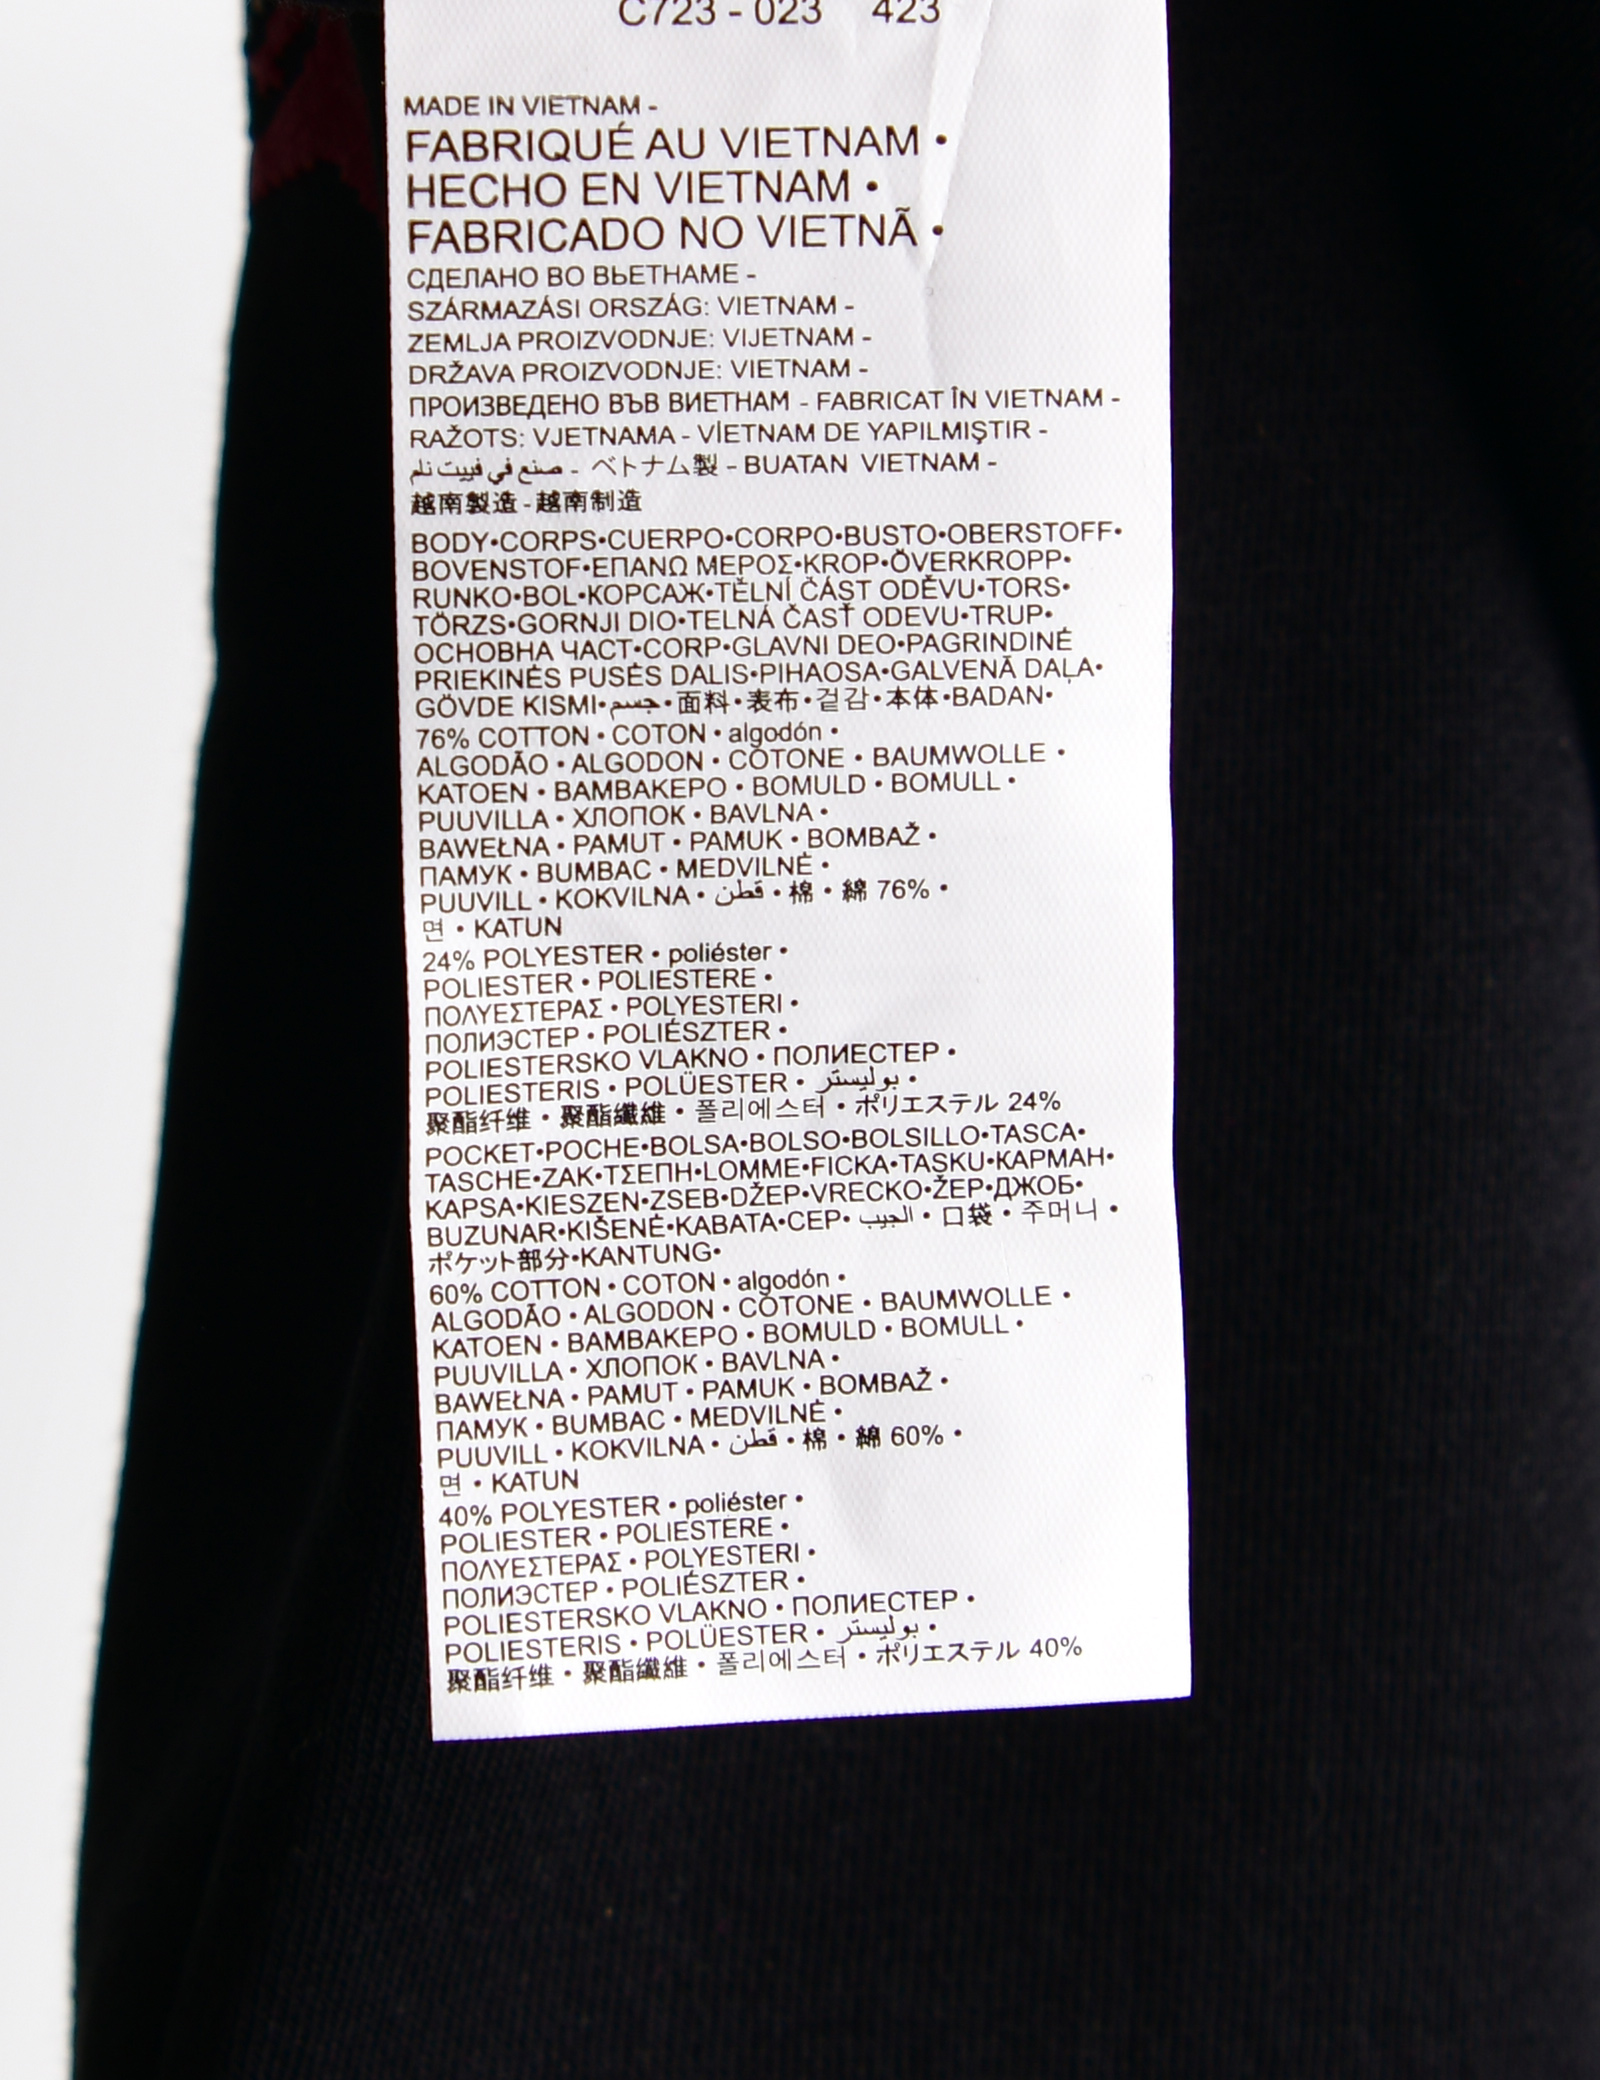 C723 - 023 423
MADE IN VIETNAM -
FABRIQUÉ AU VIETNAM •
HECHO EN VIETNAM •
FABRICADO NO VIETNÃ •
СДЕЛАНО ВО ВЬЕТНАМЕ -
SZÁRMAZÁSI ORSZÁG: VIETNAM -
ZEMLJA PROIZVODNJE: VIJETNAM -
DRŽAVA PROIZVODNJE: VIETNAM -
ПРОИЗВЕДЕНО ВЪВ ВИЕТНАМ - FABRICAT ÎN VIETNAM -
RAŽOTS: VJETNAMA - VİETNAM DE YAPILMIŞTIR -
صنع في فييت نام - ベトナム製 - BUATAN VIETNAM -
越南製造 - 越南制造
BODY•CORPS•CUERPO•CORPO•BUSTO•OBERSTOFF•
BOVENSTOF•ΕΠΑΝΩ ΜΕΡΟΣ•KROP•ÖVERKROPP•
RUNKO•BOL•КОРСАЖ•TĚLNÍ ČÁST ODĚVU•TORS•
TÖRZS•GORNJI DIO•TELNÁ ČASŤ ODEVU•TRUP•
ОСНОВНА ЧАСТ•CORP•GLAVNI DEO•PAGRINDINĖ
PRIEKINĖS PUSĖS DALIS•PIHAOSA•GALVENĀ DAĻA•
GÖVDE KISMI•جسم•面料•表布•겉감•本体•BADAN•
76% COTTON • COTON • algodón •
ALGODÃO • ALGODON • COTONE • BAUMWOLLE •
KATOEN • ΒΑΜΒΑΚΕΡΟ • BOMULD • BOMULL •
PUUVILLA • ХЛОПОК • BAVLNA •
BAWEŁNA • PAMUT • PAMUK • BOMBAŽ •
ПАМУК • BUMBAC • MEDVILNĖ •
PUUVILL • KOKVILNA • قطن • 棉 • 綿 76% •
면 • KATUN
24% POLYESTER • poliéster •
POLIESTER • POLIESTERE •
ΠΟΛΥΕΣΤΕΡΑΣ • POLYESTERI •
ПОЛИЭСТЕР • POLIÉSZTER •
POLIESTERSKO VLAKNO • ПОЛИЕСТЕР •
POLIESTERIS • POLÜESTER • بوليستر •
聚酯纤维 • 聚酯纖維 • 폴리에스터 • ポリエステル 24%
POCKET•POCHE•BOLSA•BOLSO•BOLSILLO•TASCA•
TASCHE•ZAK•ΤΣΕΠΗ•LOMME•FICKA•TASKU•КАРМАН•
KAPSA•KIESZEN•ZSEB•DŽEP•VRECKO•ŽEP•ДЖОБ•
BUZUNAR•KIŠENĖ•KABATA•CEP• الجيب • 口袋 • 주머니 •
ポケット部分•KANTUNG•
60% COTTON • COTON • algodón •
ALGODÃO • ALGODON • COTONE • BAUMWOLLE •
KATOEN • ΒΑΜΒΑΚΕΡΟ • BOMULD • BOMULL •
PUUVILLA • ХЛОПОК • BAVLNA •
BAWEŁNA • PAMUT • PAMUK • BOMBAŽ •
ПАМУК • BUMBAC • MEDVILNĖ •
PUUVILL • KOKVILNA • قطن • 棉 • 綿 60% •
면 • KATUN
40% POLYESTER • poliéster •
POLIESTER • POLIESTERE •
ΠΟΛΥΕΣΤΕΡΑΣ • POLYESTERI •
ПОЛИЭСТЕР • POLIÉSZTER •
POLIESTERSKO VLAKNO • ПОЛИЕСТЕР •
POLIESTERIS • POLÜESTER • بوليستر •
聚酯纤维 • 聚酯纖維 • 폴리에스터 • ポリエステル 40%